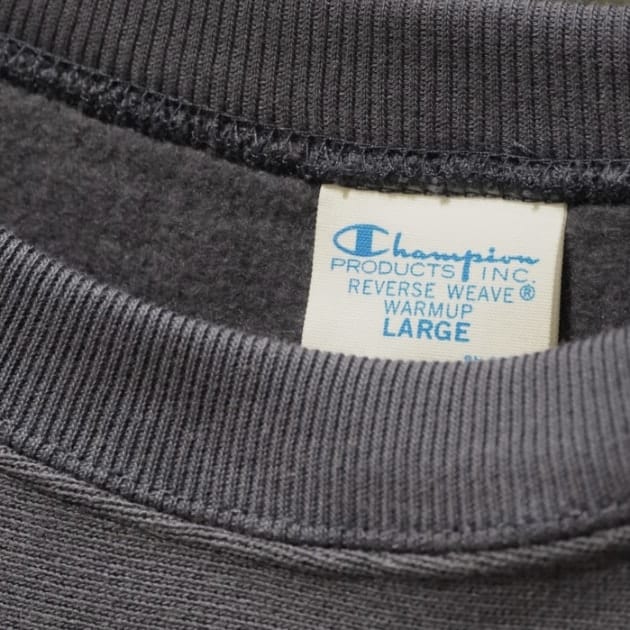 Champion
PRODUCTS INC.
REVERSE WEAVE®
WARMUP
LARGE